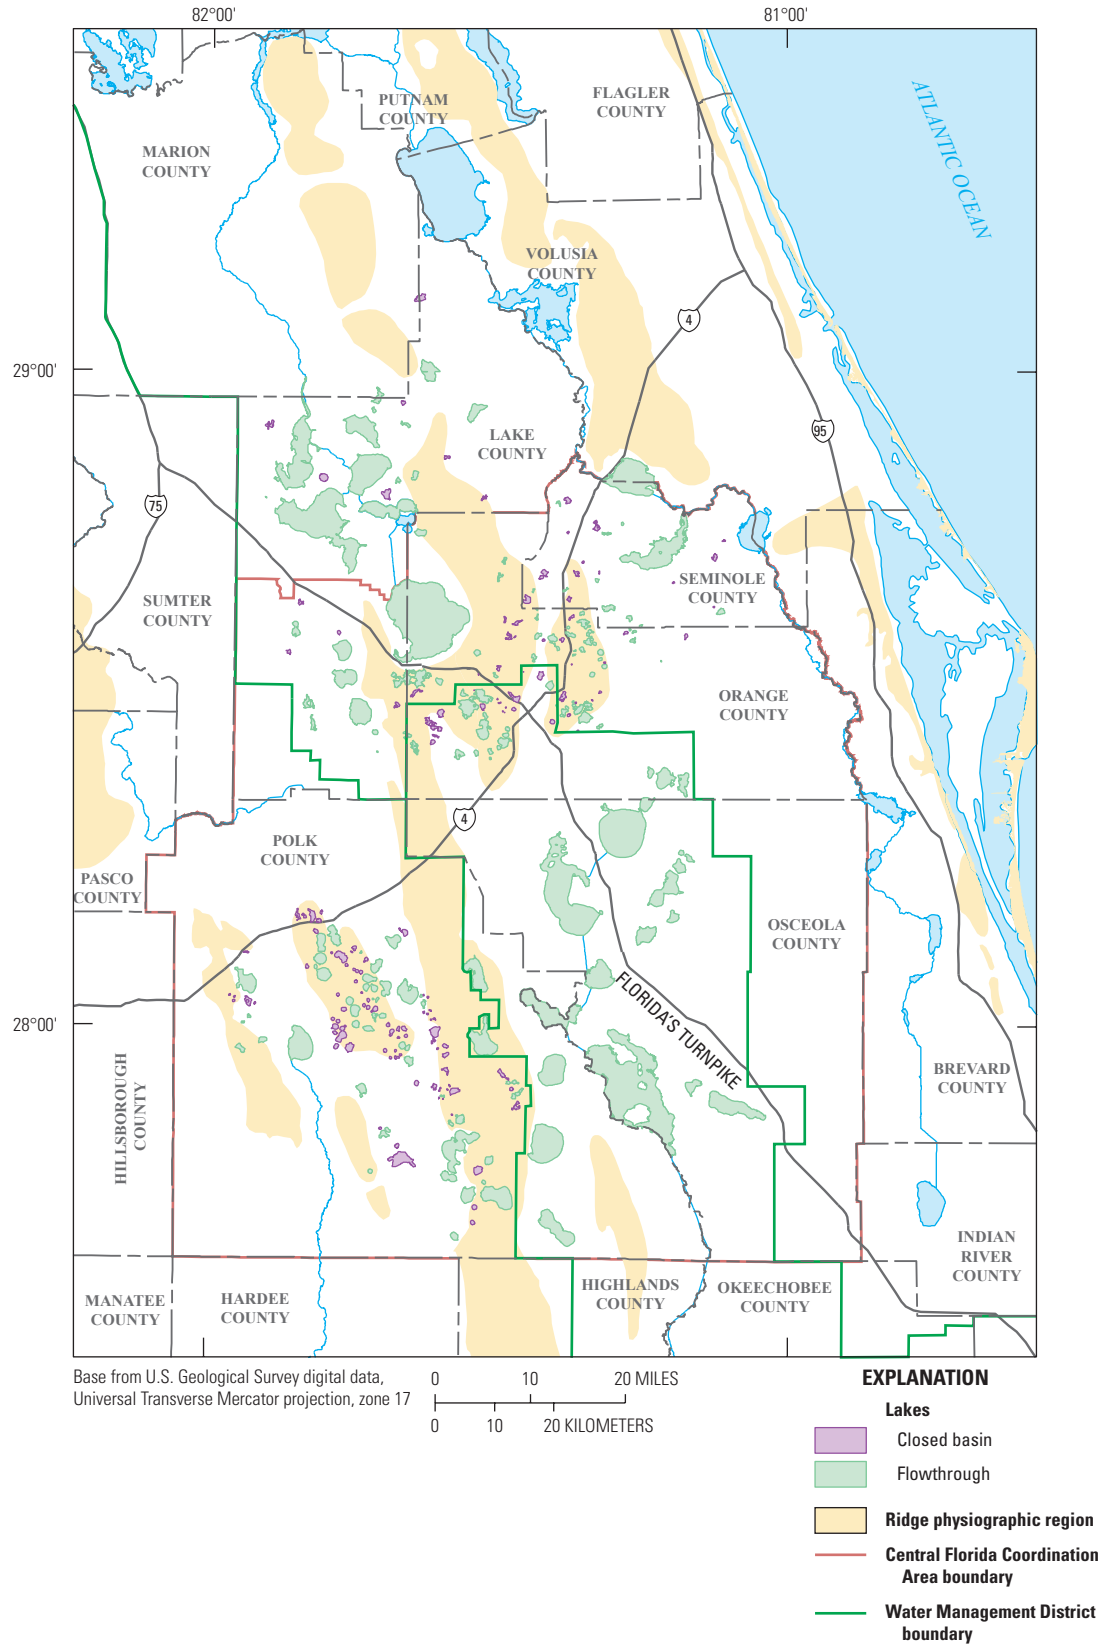 82°00'
81°00'
PUTNAM
COUNTY
FLAGLER
COUNTY
ATLANTIC OCEAN
MARION
COUNTY
VOLUSIA
COUNTY
4
29°00'
LAKE
COUNTY
95
75
SEMINOLE
COUNTY
SUMTER
COUNTY
ORANGE
COUNTY
4
POLK
COUNTY
PASCO
COUNTY
OSCEOLA
COUNTY
FLORIDA'S TURNPIKE
28°00'
HILLSBOROUGH
COUNTY
BREVARD
COUNTY
INDIAN
RIVER
COUNTY
MANATEE
COUNTY
HARDEE
COUNTY
HIGHLANDS
COUNTY
OKEECHOBEE
COUNTY
Base from U.S. Geological Survey digital data,
Universal Transverse Mercator projection, zone 17
0 10 20 MILES
0 10 20 KILOMETERS
EXPLANATION
Lakes
Closed basin
Flowthrough
Ridge physiographic region
Central Florida Coordination
Area boundary
Water Management District
boundary